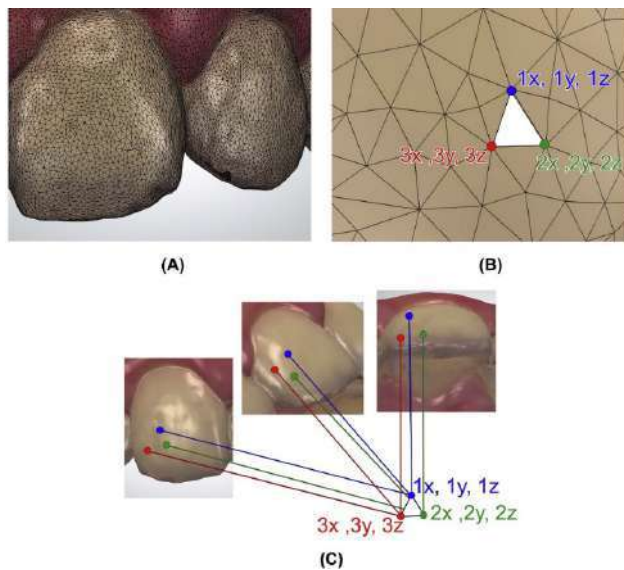 1x, 1y, 1z
3x ,3y, 3z
2x ,2y, 2z
(A)
(B)
1x, 1y, 1z
3x ,3y, 3z
2x ,2y, 2z
(C)